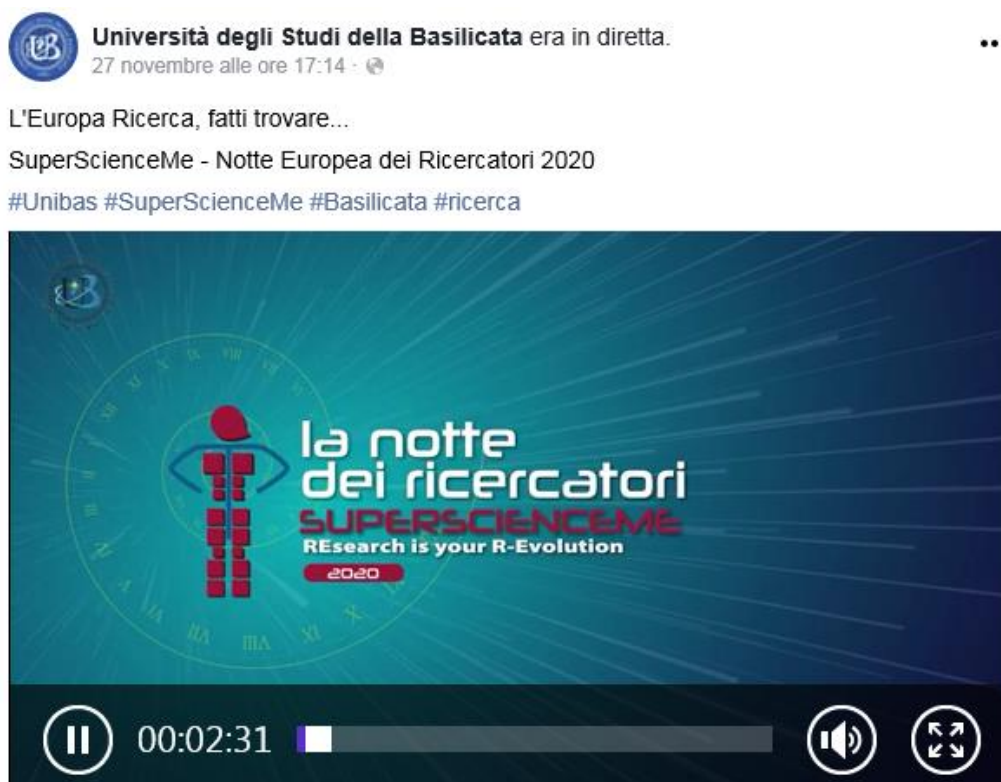 Università degli Studi della Basilicata era in diretta.
27 novembre alle ore 17:14 ·
L'Europa Ricerca, fatti trovare...
SuperScienceMe - Notte Europea dei Ricercatori 2020
#Unibas #SuperScienceMe #Basilicata #ricerca
la notte
dei ricercatori
SUPERSCIENCEME
REsearch is your R-Evolution
2020
00:02:31